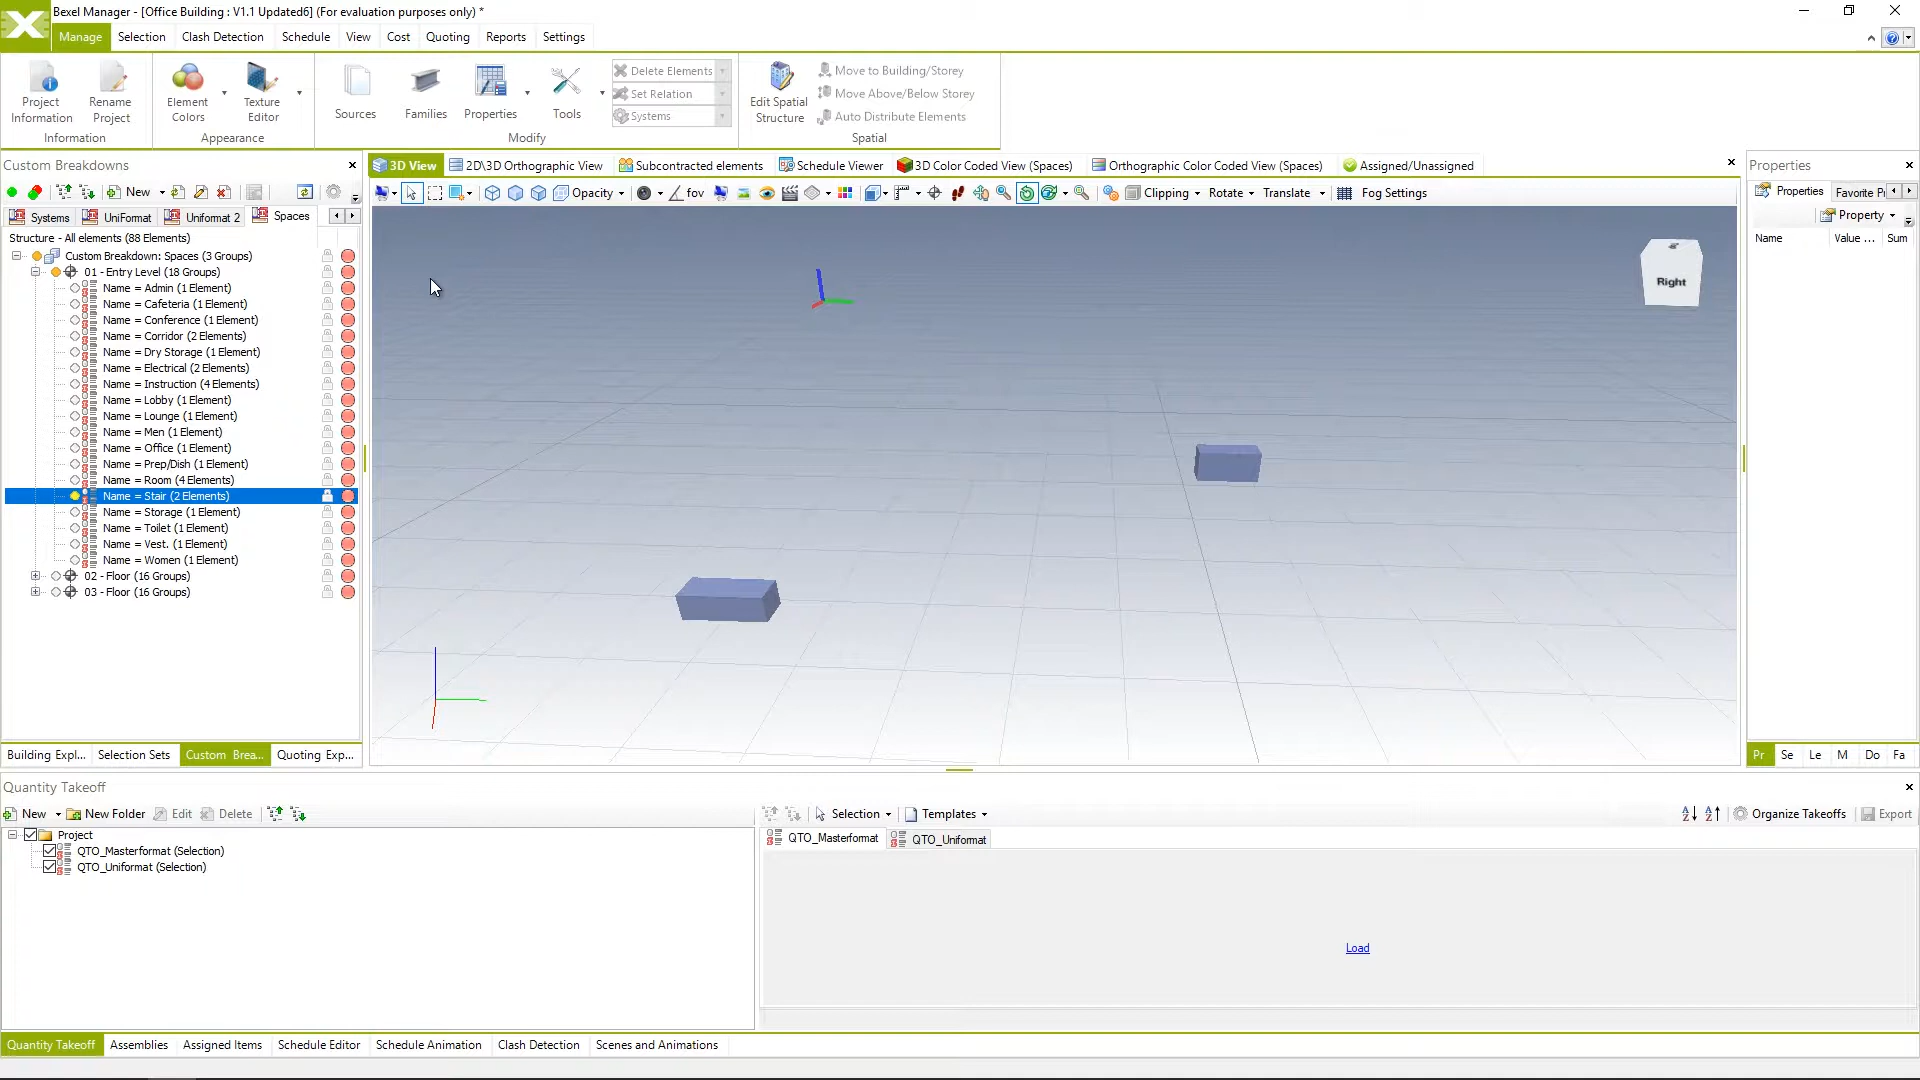 Bexel Manager - [Office Building : V1.1 Updated6] (For evaluation purposes only) *
Manage Selection Clash Detection Schedule View Cost Quoting Reports Settings
Project Information
Rename Project
Information
Element Colors
Texture Editor
Appearance
Sources
Families
Properties
Tools
Delete Elements
Set Relation
Systems
Modify
Edit Spatial Structure
Move to Building/Storey
Move Above/Below Storey
Auto Distribute Elements
Spatial
Custom Breakdowns
New
Systems UniFormat Uniformat 2 Spaces
Structure - All elements (88 Elements)
Custom Breakdown: Spaces (3 Groups)
01 - Entry Level (18 Groups)
Name = Admin (1 Element)
Name = Cafeteria (1 Element)
Name = Conference (1 Element)
Name = Corridor (2 Elements)
Name = Dry Storage (1 Element)
Name = Electrical (2 Elements)
Name = Instruction (4 Elements)
Name = Lobby (1 Element)
Name = Lounge (1 Element)
Name = Men (1 Element)
Name = Office (1 Element)
Name = Prep/Dish (1 Element)
Name = Room (4 Elements)
Name = Stair (2 Elements)
Name = Storage (1 Element)
Name = Toilet (1 Element)
Name = Vest. (1 Element)
Name = Women (1 Element)
02 - Floor (16 Groups)
03 - Floor (16 Groups)
Building Expl... Selection Sets Custom Brea... Quoting Exp...
3D View 2D\3D Orthographic View Subcontracted elements Schedule Viewer 3D Color Coded View (Spaces) Orthographic Color Coded View (Spaces) Assigned/Unassigned
Opacity fov Clipping Rotate Translate Fog Settings
Right
Properties
Properties Favorite P
Property
Name Value ... Sum
Pr Se Le M Do Fa
Quantity Takeoff
New New Folder Edit Delete
Project
QTO_Masterformat (Selection)
QTO_Uniformat (Selection)
Selection Templates Organize Takeoffs Export
QTO_Masterformat QTO_Uniformat
Load
Quantity Takeoff Assemblies Assigned Items Schedule Editor Schedule Animation Clash Detection Scenes and Animations